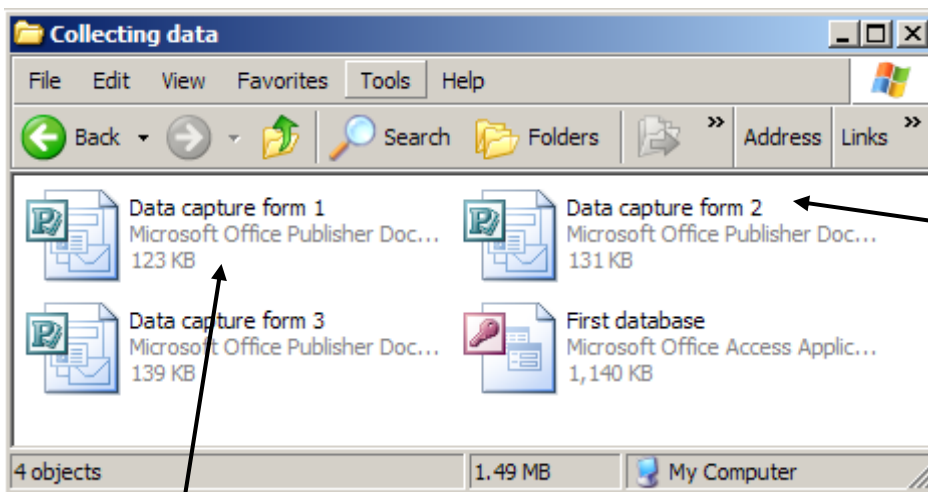 Collecting data
File Edit View Favorites Tools Help
Back Search Folders » Address Links »
Data capture form 1
Microsoft Office Publisher Doc...
123 KB
Data capture form 2
Microsoft Office Publisher Doc...
131 KB
Data capture form 3
Microsoft Office Publisher Doc...
139 KB
First database
Microsoft Office Access Applic...
1,140 KB
4 objects 1.49 MB My Computer